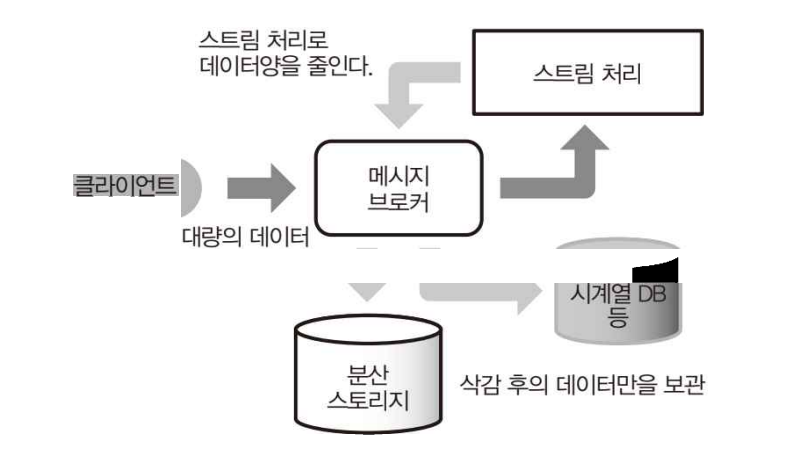 스트림 처리로
데이터양을 줄인다.
스트림 처리
클라이언트
메시지
브로커
대량의 데이터
시계열 DB
등
분산
스토리지
삭감 후의 데이터만을 보관